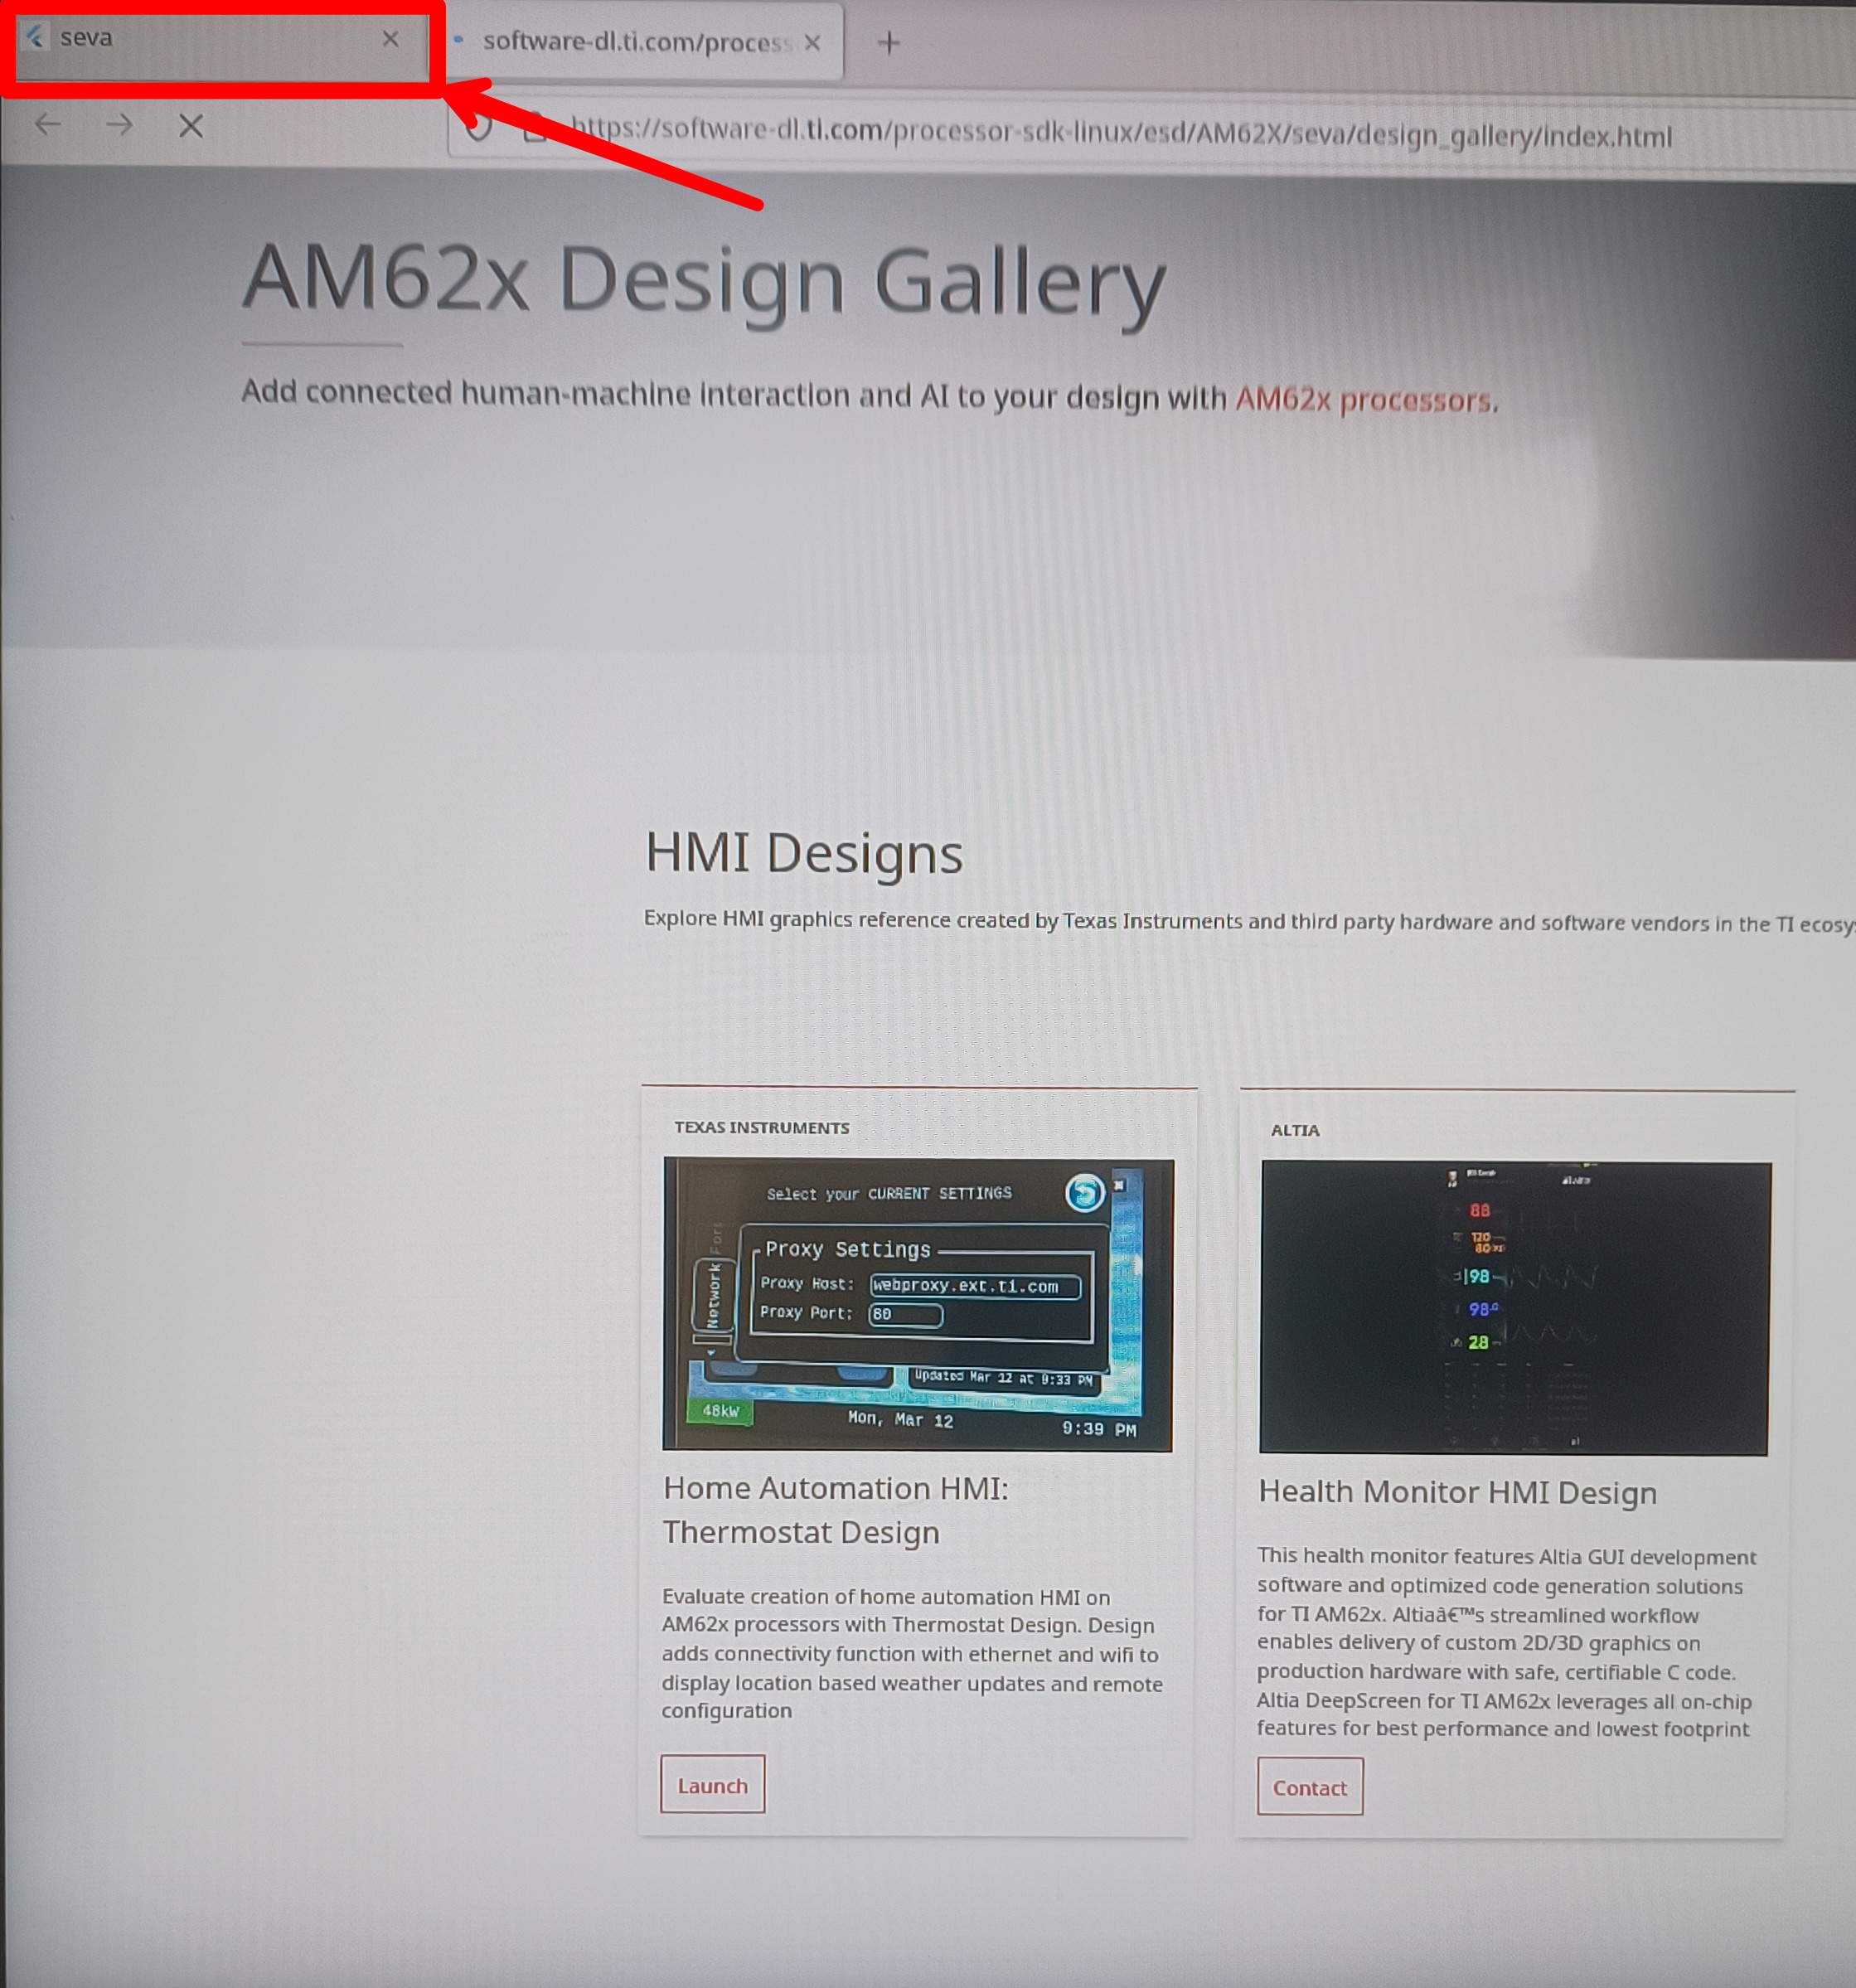 seva
software-dl.ti.com/process
https://software-dl.ti.com/processor-sdk-linux/esd/AM62X/seva/design_gallery/index.html
AM62x Design Gallery
Add connected human-machine interaction and AI to your design with AM62x processors.
HMI Designs
Explore HMI graphics reference created by Texas Instruments and third party hardware and software vendors in the TI ecosy
TEXAS INSTRUMENTS
Select your CURRENT SETTINGS
Proxy Settings
Proxy Host: webproxy.ext.ti.com
Proxy Port: 80
Network
Updated Mar 12 at 9:33 PM
48kW
Mon, Mar 12
9:39 PM
Home Automation HMI:
Thermostat Design
Evaluate creation of home automation HMI on
AM62x processors with Thermostat Design. Design
adds connectivity function with ethernet and wifi to
display location based weather updates and remote
configuration
Launch
ALTIA
88
120
80
98
98
28
Health Monitor HMI Design
This health monitor features Altia GUI development
software and optimized code generation solutions
for TI AM62x. Altiaâ€™s streamlined workflow
enables delivery of custom 2D/3D graphics on
production hardware with safe, certifiable C code.
Altia DeepScreen for TI AM62x leverages all on-chip
features for best performance and lowest footprint
Contact